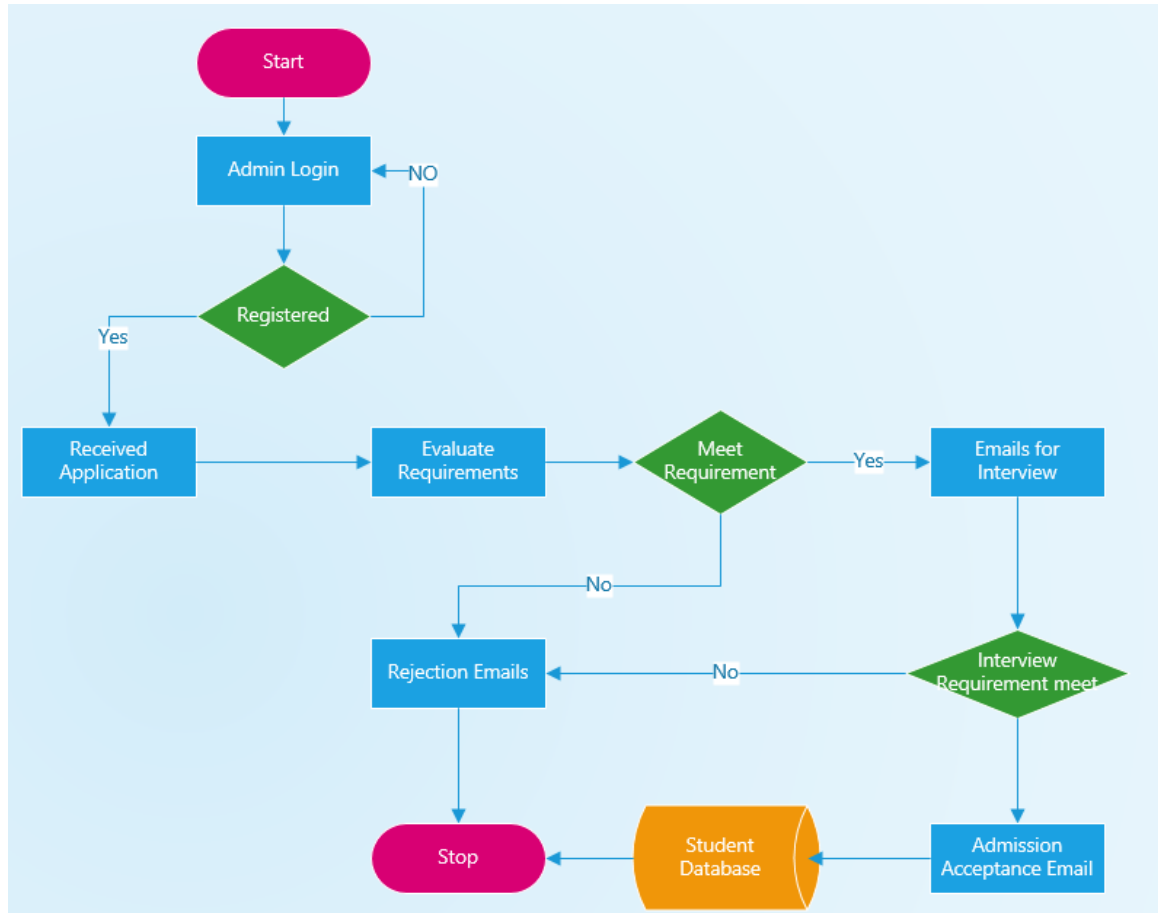 Start
Admin Login
NO
Registered
Yes
Received
Application
Evaluate
Requirements
Meet
Requirement
Yes
Emails for
Interview
No
Rejection Emails
No
Interview
Requirement meet
Stop
Student
Database
Admission
Acceptance Email